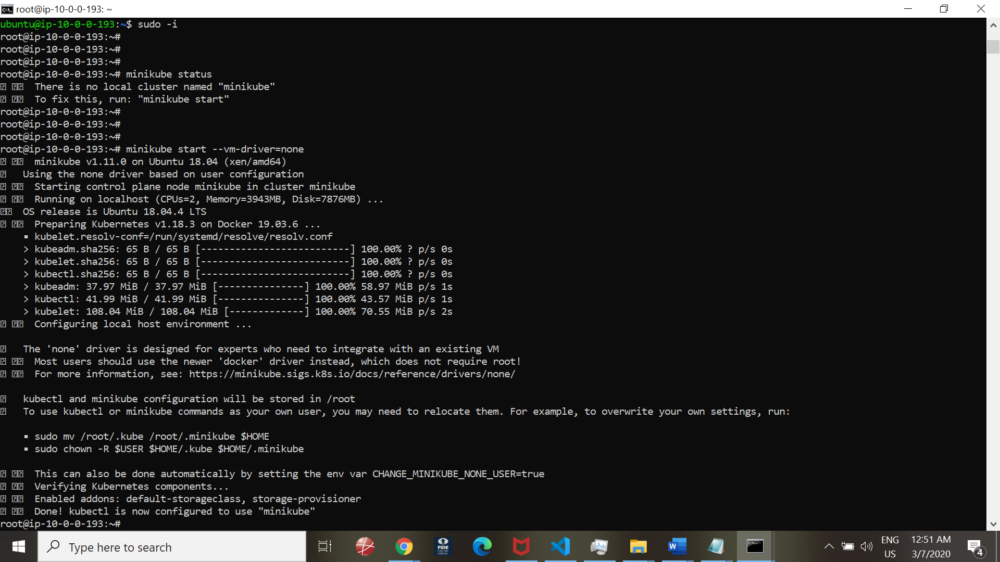 root@ip-10-0-0-193: ~
ubuntu@ip-10-0-0-193:~$ sudo -i
root@ip-10-0-0-193:~#
root@ip-10-0-0-193:~#
root@ip-10-0-0-193:~#
root@ip-10-0-0-193:~# minikube status
There is no local cluster named "minikube"
To fix this, run: "minikube start"
root@ip-10-0-0-193:~#
root@ip-10-0-0-193:~#
root@ip-10-0-0-193:~#
root@ip-10-0-0-193:~# minikube start --vm-driver=none
minikube v1.11.0 on Ubuntu 18.04 (xen/amd64)
Using the none driver based on user configuration
Starting control plane node minikube in cluster minikube
Running on localhost (CPUs=2, Memory=3943MB, Disk=7876MB) ...
OS release is Ubuntu 18.04.4 LTS
Preparing Kubernetes v1.18.3 on Docker 19.03.6 ...
▪ kubelet.resolv-conf=/run/systemd/resolve/resolv.conf
> kubeadm.sha256: 65 B / 65 B [--------------------------] 100.00% ? p/s 0s
> kubelet.sha256: 65 B / 65 B [--------------------------] 100.00% ? p/s 0s
> kubectl.sha256: 65 B / 65 B [--------------------------] 100.00% ? p/s 0s
> kubeadm: 37.97 MiB / 37.97 MiB [---------------] 100.00% 58.97 MiB p/s 1s
> kubectl: 41.99 MiB / 41.99 MiB [---------------] 100.00% 43.57 MiB p/s 1s
> kubelet: 108.04 MiB / 108.04 MiB [-------------] 100.00% 70.55 MiB p/s 2s
Configuring local host environment ...
The 'none' driver is designed for experts who need to integrate with an existing VM
Most users should use the newer 'docker' driver instead, which does not require root!
For more information, see: https://minikube.sigs.k8s.io/docs/reference/drivers/none/
kubectl and minikube configuration will be stored in /root
To use kubectl or minikube commands as your own user, you may need to relocate them. For example, to overwrite your own settings, run:
▪ sudo mv /root/.kube /root/.minikube $HOME
▪ sudo chown -R $USER $HOME/.kube $HOME/.minikube
This can also be done automatically by setting the env var CHANGE_MINIKUBE_NONE_USER=true
Verifying Kubernetes components...
Enabled addons: default-storageclass, storage-provisioner
Done! kubectl is now configured to use "minikube"
root@ip-10-0-0-193:~#
Type here to search
FIDE
ONLINE
ARENA
W
ENG
US
12:51 AM
3/7/2020
4